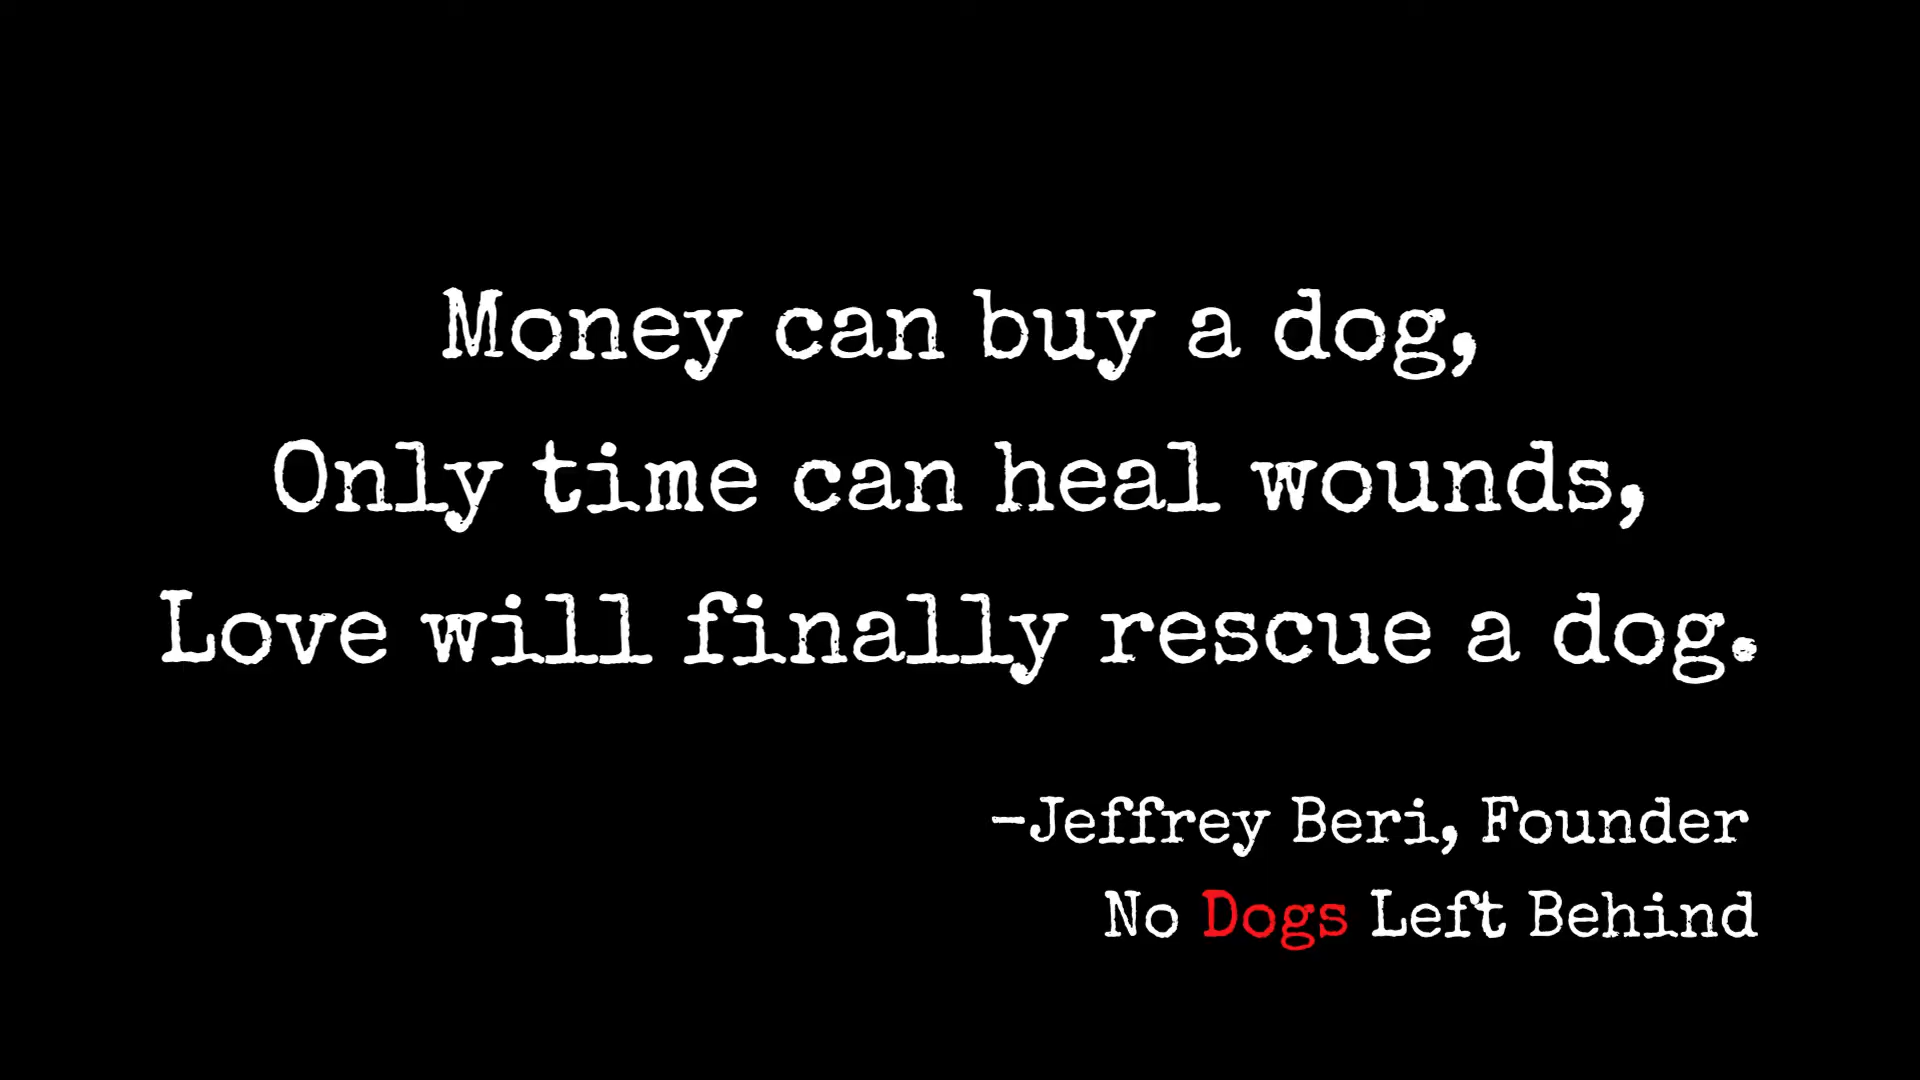 Money can buy a dog,
Only time can heal wounds,
Love will finally rescue a dog.
-Jeffrey Beri, Founder
No Dogs Left Behind